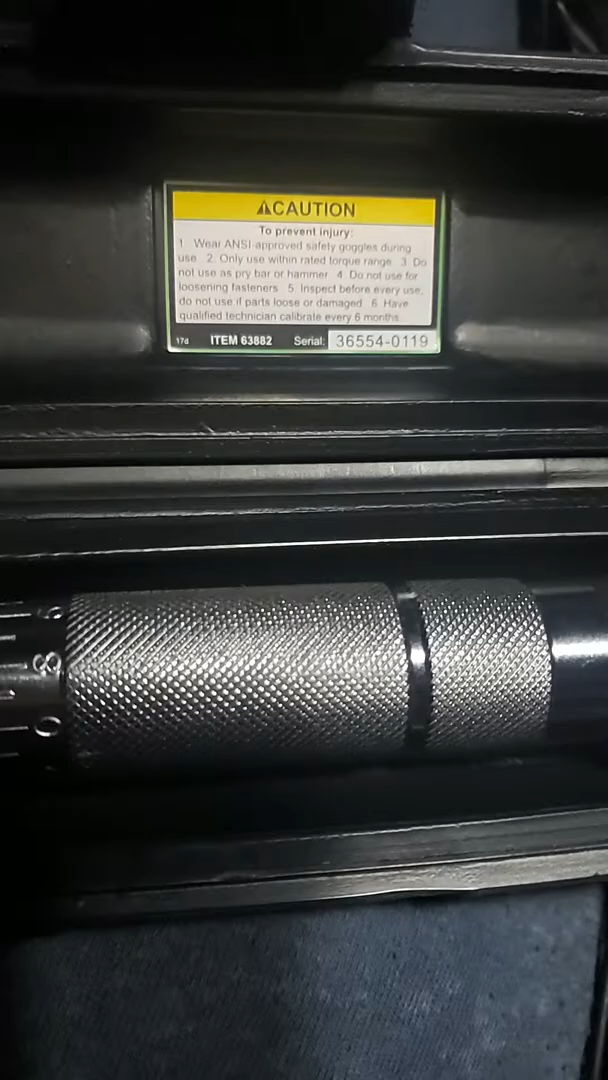 ⚠CAUTION
To prevent injury:
1. Wear ANSI-approved safety goggles during
use. 2. Only use within rated torque range. 3. Do
not use as pry bar or hammer. 4. Do not use for
loosening fasteners. 5. Inspect before every use;
do not use if parts loose or damaged. 6. Have
qualified technician calibrate every 6 months.
17d ITEM 63882 Serial: 36554-0119
6
8
0